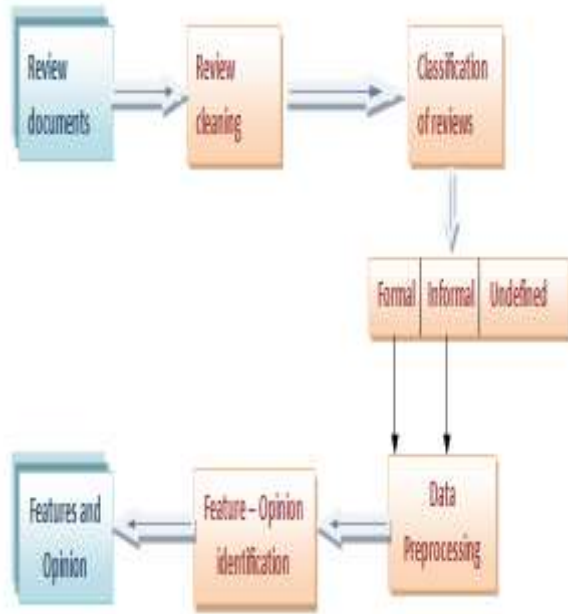 Review
documents
Review
cleaning
Classification
of reviews
Formal Informal Undefined
Data
Preprocessing
Feature – Opinion
identification
Features and
Opinion